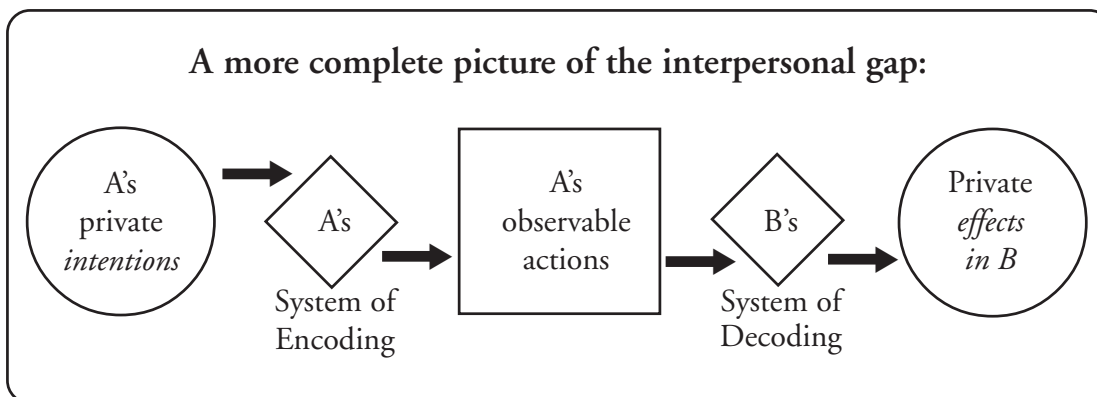 A more complete picture of the interpersonal gap:
A’s
private
intentions
A’s
System of
Encoding
A’s
observable
actions
B’s
System of
Decoding
Private
effects
in B